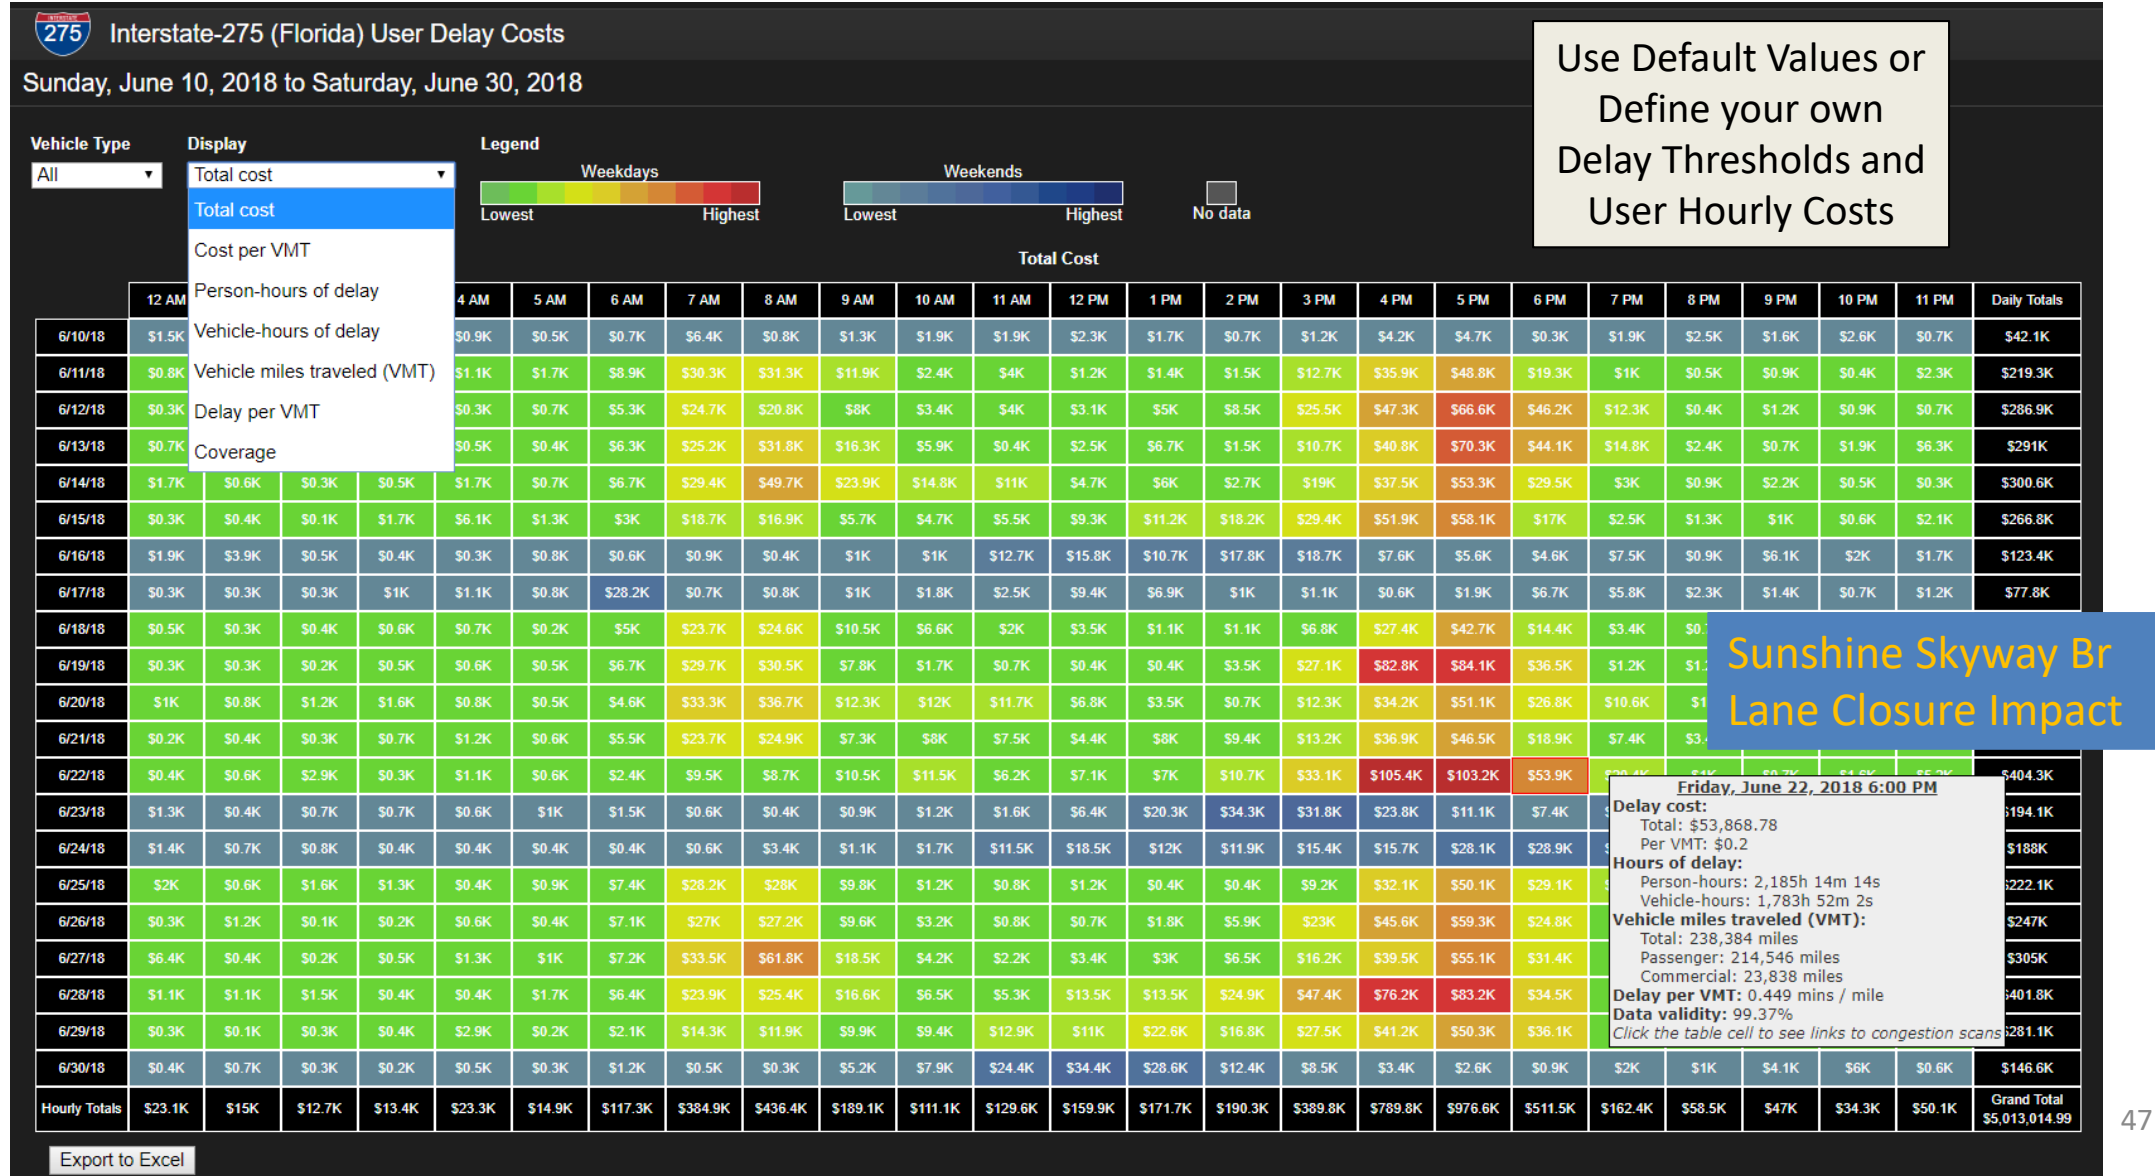 INTERSTATE
275
Interstate-275 (Florida) User Delay Costs
Sunday, June 10, 2018 to Saturday, June 30, 2018
Use Default Values or
Define your own
Delay Thresholds and
User Hourly Costs
Vehicle Type
All
Display
Total cost
Total cost
Cost per VMT
Person-hours of delay
Vehicle-hours of delay
Vehicle miles traveled (VMT)
Delay per VMT
Coverage
Legend
Weekdays
Lowest Highest
Weekends
Lowest Highest
No data
Total Cost
12 AM 4 AM 5 AM 6 AM 7 AM 8 AM 9 AM 10 AM 11 AM 12 PM 1 PM 2 PM 3 PM 4 PM 5 PM 6 PM 7 PM 8 PM 9 PM 10 PM 11 PM Daily Totals
6/10/18 $1.5K $0.9K $0.5K $0.7K $6.4K $0.8K $1.3K $1.9K $1.9K $2.3K $1.7K $0.7K $1.2K $4.2K $4.7K $0.3K $1.9K $2.5K $1.6K $2.6K $0.7K $42.1K
6/11/18 $0.8K $1.1K $1.7K $8.9K $30.3K $31.3K $11.9K $2.4K $4K $1.2K $1.4K $1.5K $12.7K $35.9K $48.8K $19.3K $1K $0.5K $0.9K $0.4K $2.3K $219.3K
6/12/18 $0.3K $0.3K $0.7K $5.3K $24.7K $20.8K $8K $3.4K $4K $3.1K $5K $8.5K $25.5K $47.3K $66.6K $46.2K $12.3K $0.4K $1.2K $0.9K $0.7K $286.9K
6/13/18 $0.7K $0.5K $0.4K $6.3K $25.2K $31.8K $16.3K $5.9K $0.4K $2.5K $6.7K $1.5K $10.7K $40.8K $70.3K $44.1K $14.8K $2.4K $0.7K $1.9K $6.3K $291K
6/14/18 $1.7K $0.6K $0.3K $0.5K $1.7K $0.7K $6.7K $29.4K $49.7K $23.9K $14.8K $11K $4.7K $6K $2.7K $19K $37.5K $53.3K $29.5K $3K $0.9K $2.2K $0.5K $0.3K $300.6K
6/15/18 $0.3K $0.4K $0.1K $1.7K $6.1K $1.3K $3K $18.7K $16.9K $5.7K $4.7K $5.5K $9.3K $11.2K $18.2K $29.4K $51.9K $58.1K $17K $2.5K $1.3K $1K $0.6K $2.1K $266.8K
6/16/18 $1.9K $3.9K $0.5K $0.4K $0.3K $0.8K $0.6K $0.9K $0.4K $1K $1K $12.7K $15.8K $10.7K $17.8K $18.7K $7.6K $5.6K $4.6K $7.5K $0.9K $6.1K $2K $1.7K $123.4K
6/17/18 $0.3K $0.3K $0.3K $1K $1.1K $0.8K $28.2K $0.7K $0.8K $1K $1.8K $2.5K $9.4K $6.9K $1K $1.1K $0.6K $1.9K $6.7K $5.8K $2.3K $1.4K $0.7K $1.2K $77.8K
6/18/18 $0.5K $0.3K $0.4K $0.6K $0.7K $0.2K $5K $23.7K $24.6K $10.5K $6.6K $2K $3.5K $1.1K $1.1K $6.8K $27.4K $42.7K $14.4K $3.4K
6/19/18 $0.3K $0.3K $0.2K $0.5K $0.6K $0.5K $6.7K $29.7K $30.5K $7.8K $1.7K $0.7K $0.4K $0.4K $3.5K $27.1K $82.8K $84.1K $36.5K $1.2K
6/20/18 $1K $0.8K $1.2K $1.6K $0.8K $0.5K $4.6K $33.3K $36.7K $12.3K $12K $11.7K $6.8K $3.5K $0.7K $12.3K $34.2K $51.1K $26.8K $10.6K
6/21/18 $0.2K $0.4K $0.3K $0.7K $1.2K $0.6K $5.5K $23.7K $24.9K $7.3K $8K $7.5K $4.4K $8K $9.4K $13.2K $36.9K $46.5K $18.9K $7.4K
Sunshine Skyway Br
Lane Closure Impact
6/22/18 $0.4K $0.6K $2.9K $0.3K $1.1K $0.6K $2.4K $9.5K $8.7K $10.5K $11.5K $6.2K $7.1K $7K $10.7K $33.1K $105.4K $103.2K $53.9K $404.3K
6/23/18 $1.3K $0.4K $0.7K $0.7K $0.6K $1K $1.5K $0.6K $0.4K $0.9K $1.2K $1.6K $6.4K $20.3K $34.3K $31.8K $23.8K $11.1K $7.4K $194.1K
6/24/18 $1.4K $0.7K $0.8K $0.4K $0.4K $0.4K $0.4K $0.6K $3.4K $1.1K $1.7K $11.5K $18.5K $12K $11.9K $15.4K $15.7K $28.1K $28.9K $188K
6/25/18 $2K $0.6K $1.6K $1.3K $0.4K $0.9K $7.4K $28.2K $28K $9.8K $1.2K $0.8K $1.2K $0.4K $0.4K $9.2K $32.1K $50.1K $29.1K $222.1K
6/26/18 $0.3K $1.2K $0.1K $0.2K $0.6K $0.4K $7.1K $27K $27.2K $9.6K $3.2K $0.8K $0.7K $1.8K $5.9K $23K $45.6K $59.3K $24.8K $247K
6/27/18 $6.4K $0.4K $0.2K $0.5K $1.3K $1K $7.2K $33.5K $61.8K $18.5K $4.2K $2.2K $3.4K $3K $6.5K $16.2K $39.5K $55.1K $31.4K $305K
6/28/18 $1.1K $1.1K $1.5K $0.4K $0.4K $1.7K $6.4K $23.9K $25.4K $16.6K $6.5K $5.3K $13.5K $13.5K $24.9K $47.4K $76.2K $83.2K $34.5K $401.8K
6/29/18 $0.3K $0.1K $0.3K $0.4K $2.9K $0.2K $2.1K $14.3K $11.9K $9.9K $9.4K $12.9K $11K $22.6K $16.8K $27.5K $41.2K $50.3K $36.1K $281.1K
Friday, June 22, 2018 6:00 PM
Delay cost:
Total: $53,868.78
Per VMT: $0.2
Hours of delay:
Person-hours: 2,185h 14m 14s
Vehicle-hours: 1,783h 52m 2s
Vehicle miles traveled (VMT):
Total: 238,384 miles
Passenger: 214,546 miles
Commercial: 23,838 miles
Delay per VMT: 0.449 mins / mile
Data validity: 99.37%
Click the table cell to see links to congestion scans
6/30/18 $0.4K $0.7K $0.3K $0.2K $0.5K $0.3K $1.2K $0.5K $0.3K $5.2K $7.9K $24.4K $34.4K $28.6K $12.4K $8.5K $3.4K $2.6K $0.9K $2K $1K $4.1K $6K $0.6K $146.6K
Hourly Totals $23.1K $15K $12.7K $13.4K $23.3K $14.9K $117.3K $384.9K $436.4K $189.1K $111.1K $129.6K $159.9K $171.7K $190.3K $389.8K $789.8K $976.6K $511.5K $162.4K $58.5K $47K $34.3K $50.1K Grand Total
$5,013,014.99
Export to Excel
47